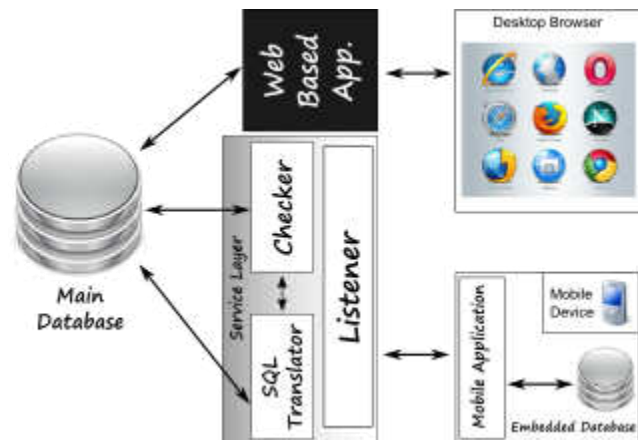 Web
Based
App.
Desktop Browser
Main
Database
Service Layer
Checker
SQL
Translator
Listener
Mobile Application
Mobile
Device
Embedded Database